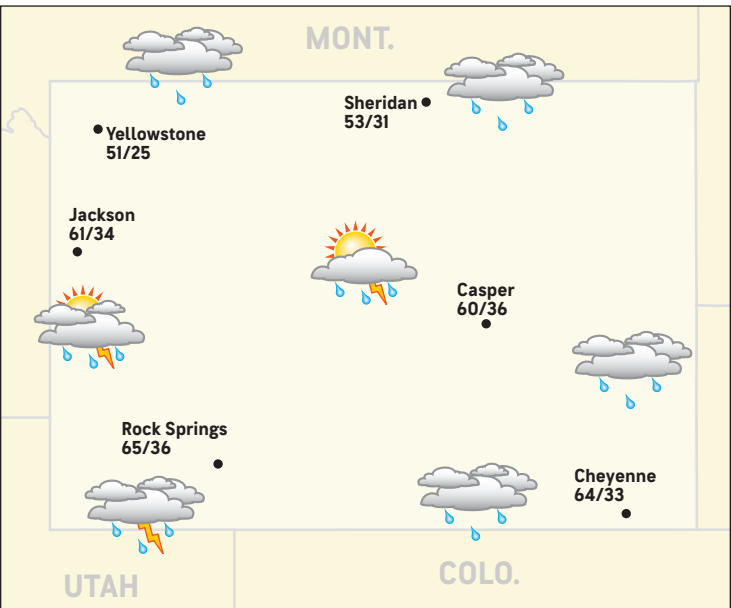 MONT.
Sheridan
53/31
Yellowstone
51/25
Jackson
61/34
Casper
60/36
Rock Springs
65/36
Cheyenne
64/33
UTAH
COLO.